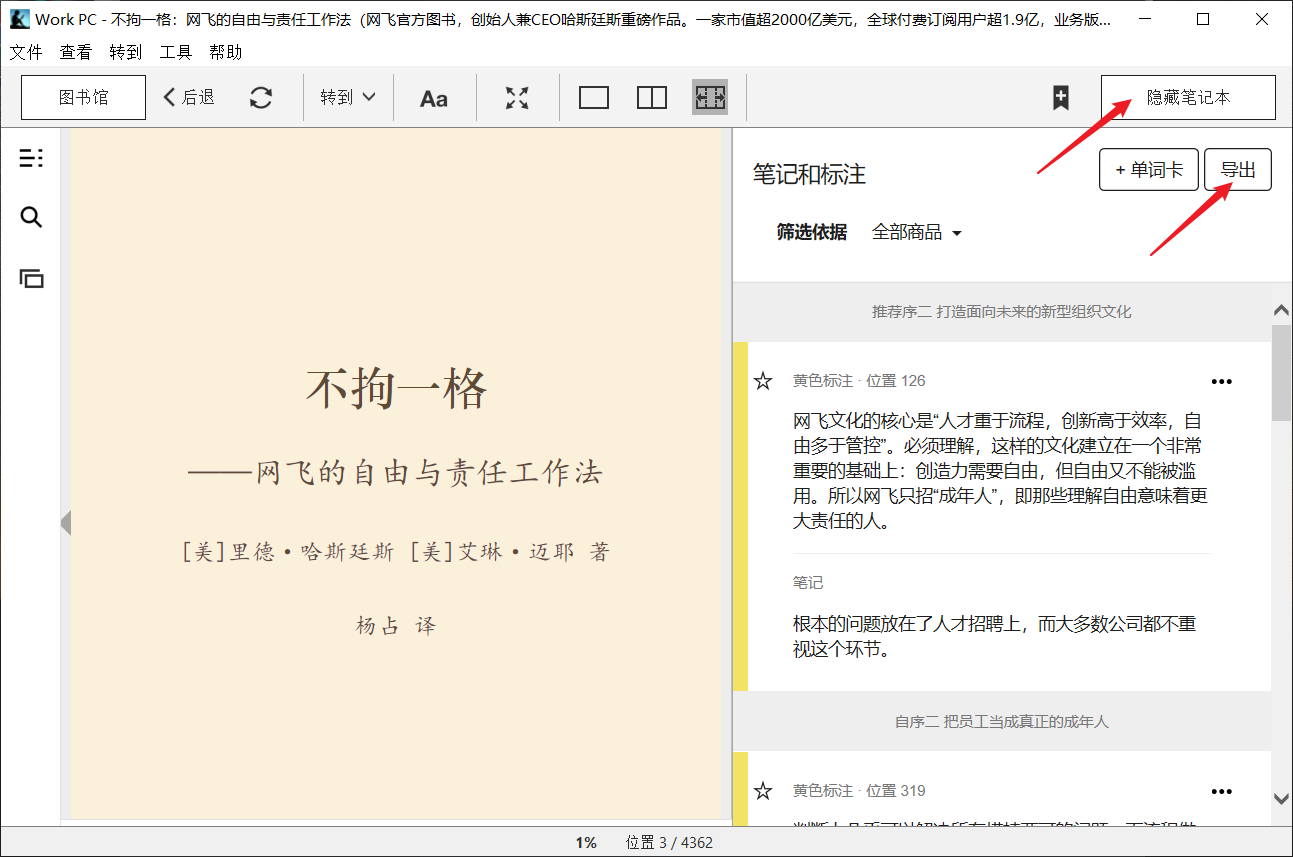 Work PC - 不拘一格：网飞的自由与责任工作法（网飞官方图书，创始人兼CEO哈斯廷斯重磅作品。一家市值超2000亿美元，全球付费订阅用户超1.9亿，业务版...
文件 查看 转到 工具 帮助
图书馆 后退 转到 Aa 隐藏笔记本
不拘一格
——网飞的自由与责任工作法
[美]里德·哈斯廷斯 [美]艾琳·迈耶 著
杨占 译
笔记和标注 + 单词卡 导出
筛选依据 全部商品
推荐序二 打造面向未来的新型组织文化
黄色标注 · 位置 126
网飞文化的核心是“人才重于流程，创新高于效率，自
由多于管控”。必须理解，这样的文化建立在一个非常
重要的基础上：创造力需要自由，但自由又不能被滥
用。所以网飞只招“成年人”，即那些理解自由意味着更
大责任的人。
笔记
根本的问题放在了人才招聘上，而大多数公司都不重
视这个环节。
自序二 把员工当成真正的成年人
黄色标注 · 位置 319
1% 位置 3 / 4362